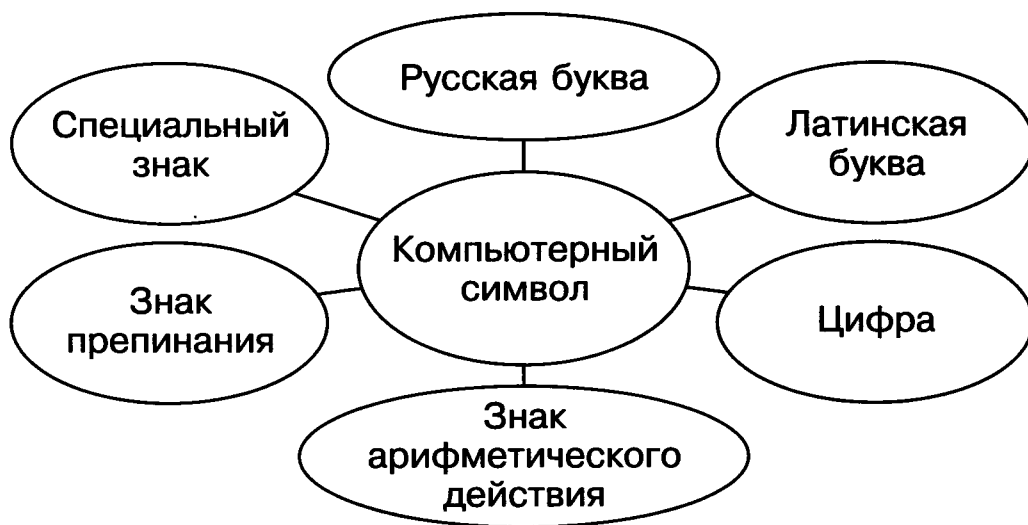 Русская буква
Специальный
знак
Латинская
буква
Компьютерный
символ
Знак
препинания
Цифра
Знак
арифметического
действия